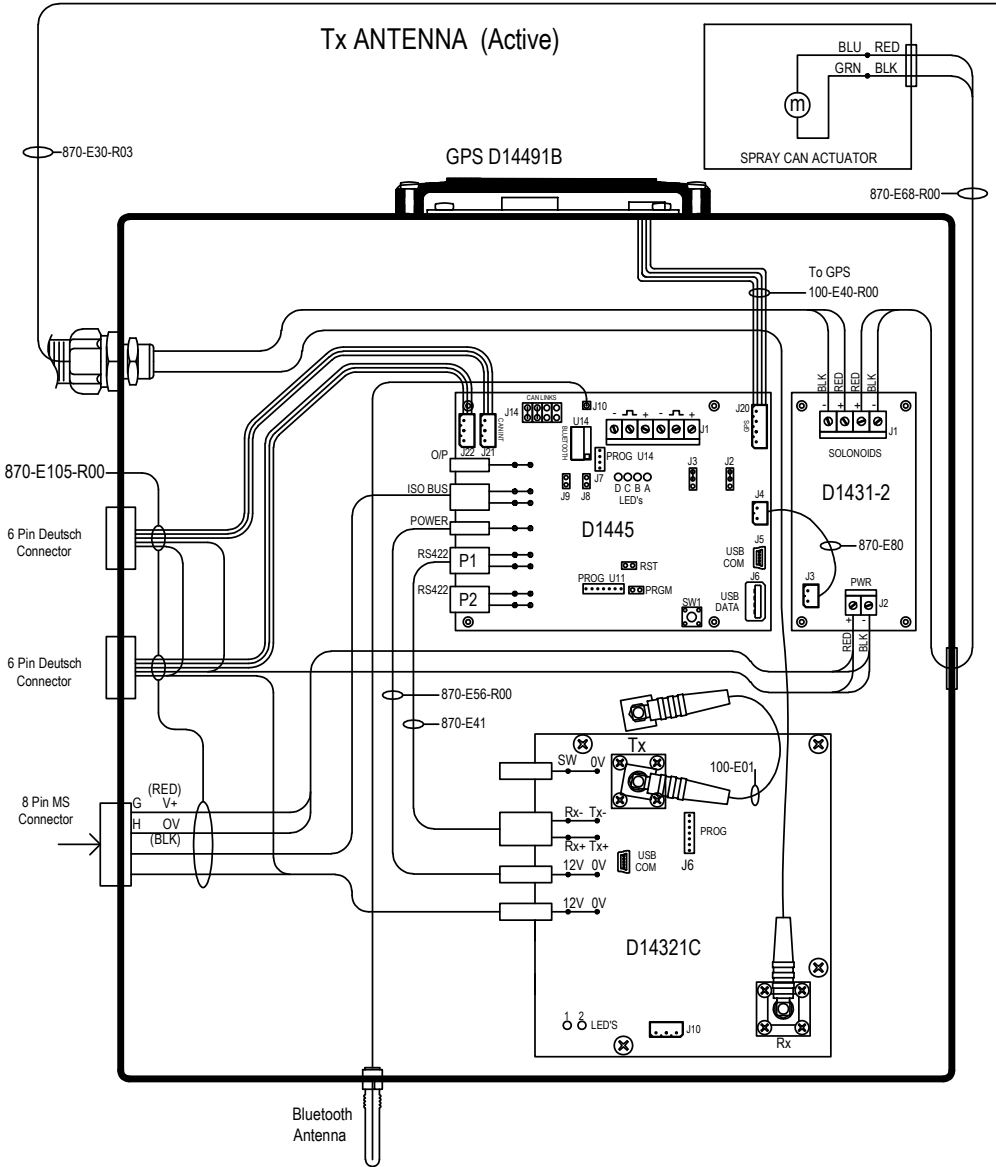 Tx ANTENNA (Active)
BLU RED
GRN BLK
m
SPRAY CAN ACTUATOR
870-E30-R03
GPS D14491B
870-E68-R00
To GPS
100-E40-R00
BLK
RED
RED
BLK
- + + -
J1
SOLONOIDS
D1431-2
J3
PWR
J2
+ -
RED
BLK
CAN LINKS
J14
J10
J22
J21
CAN INT
BLUETOOTH
U14
- + - +
J1
J20
GPS
PROG U14
J7
O/P
ISO BUS
POWER
RS422
P1
RS422
P2
J9
J8
D C B A
LED's
J3
J2
J4
D1445
J5
USB
COM
J6
USB
DATA
RST
PROG U11
PRGM
SW1
870-E80
870-E105-R00
6 Pin Deutsch
Connector
6 Pin Deutsch
Connector
870-E56-R00
870-E41
8 Pin MS
Connector
(RED)
G V+
H OV
(BLK)
SW 0V
Tx
100-E01
Rx- Tx-
Rx+ Tx+
12V 0V
12V 0V
USB
COM
PROG
J6
D14321C
1 2
LED'S
J10
Rx
Bluetooth
Antenna